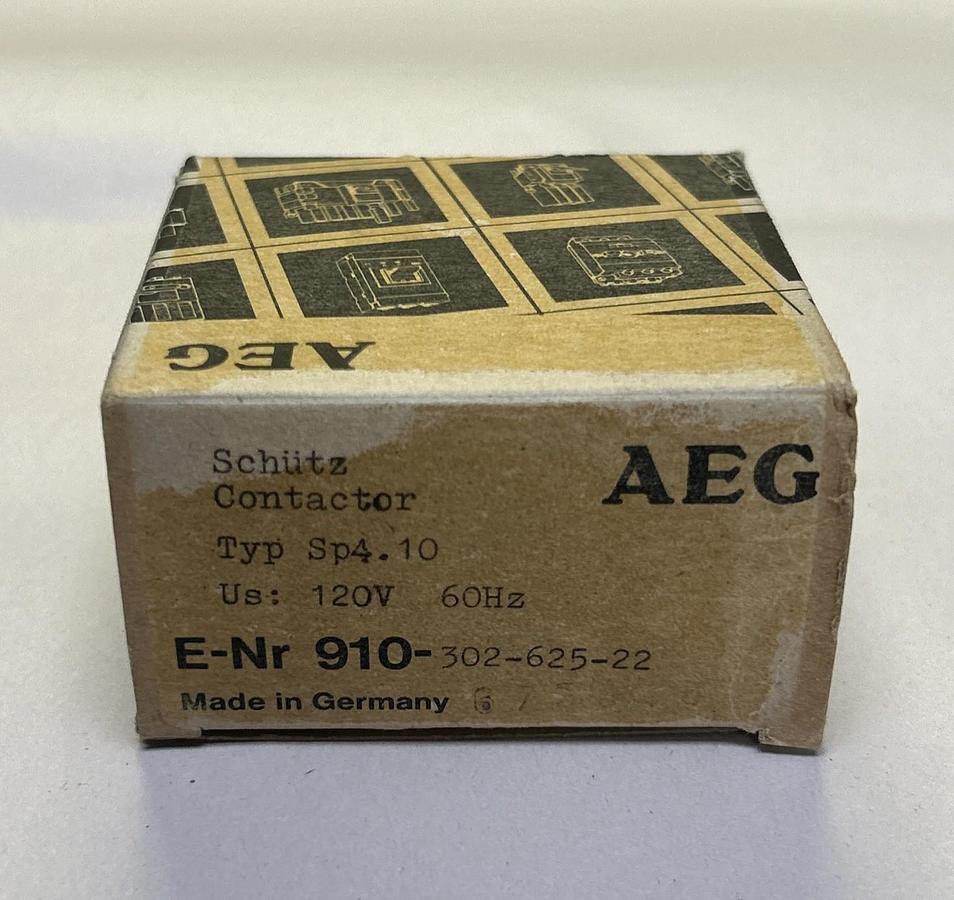 AEG
Schütz
Contactor
AEG
Typ Sp4.10
Us: 120V 60Hz
E-Nr 910-302-625-22
Made in Germany